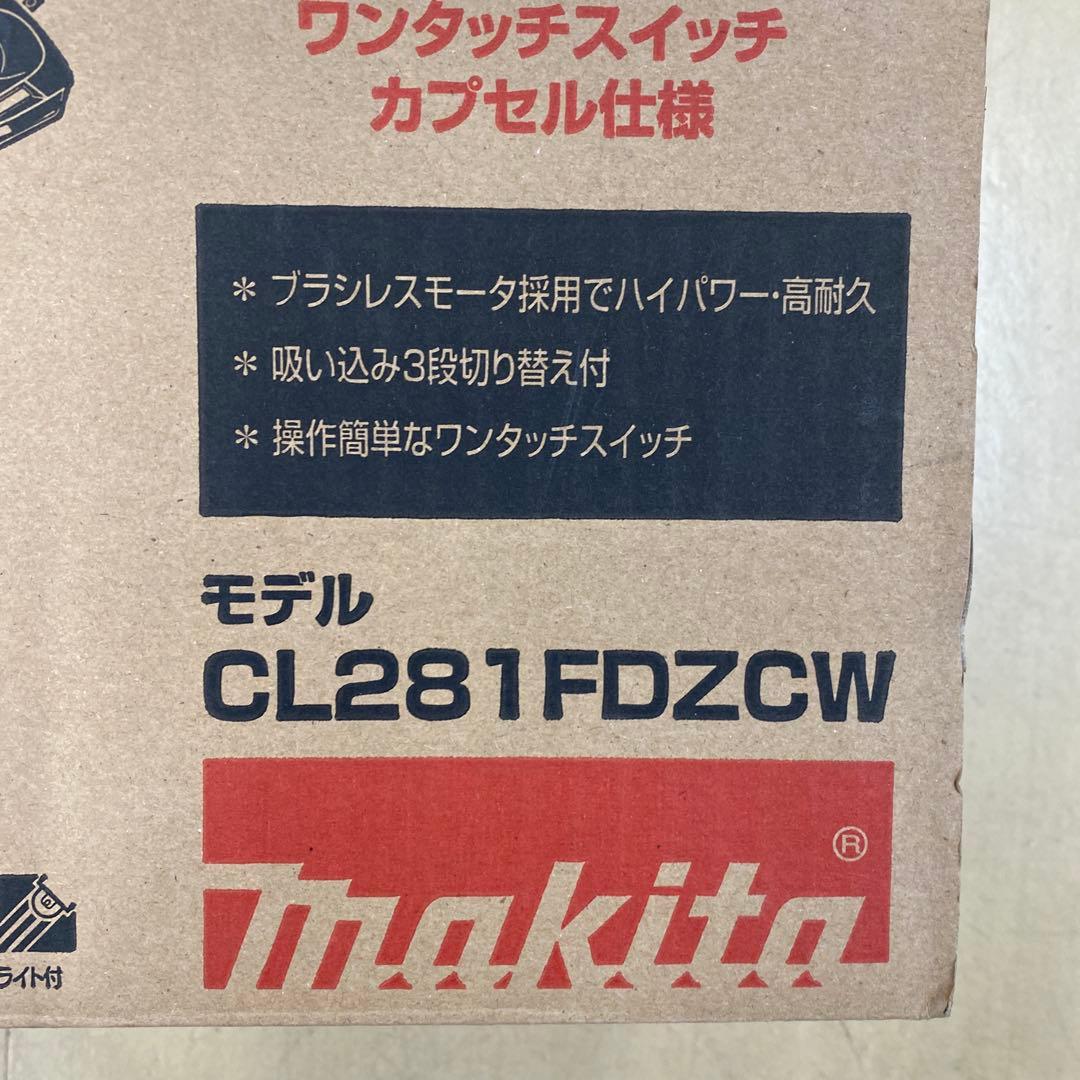 ワンタッチスイッチ
カプセル仕様
* ブラシレスモータ採用でハイパワー・高耐久
* 吸い込み3段切り替え付
* 操作簡単なワンタッチスイッチ
モデル
CL281FDZCW
makita®
ライト付